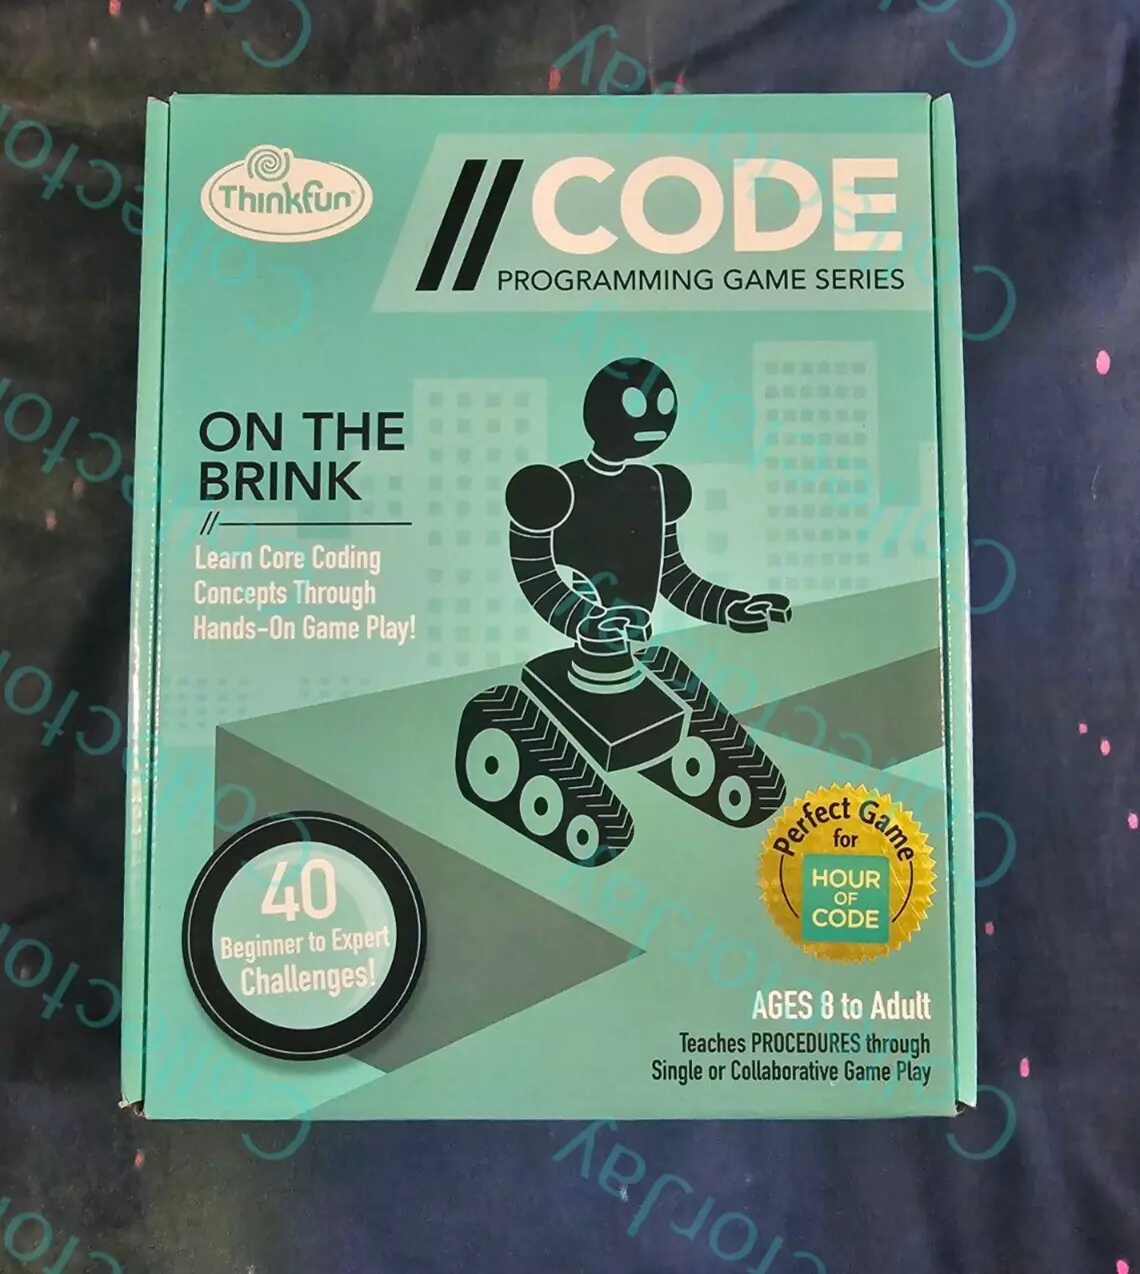 Thinkfun
//CODE
PROGRAMMING GAME SERIES
ON THE
BRINK
//
Learn Core Coding
Concepts Through
Hands-On Game Play!
40
Beginner to Expert
Challenges!
Perfect Game
for
HOUR
OF
CODE
AGES 8 to Adult
Teaches PROCEDURES through
Single or Collaborative Game Play
CollectorJay